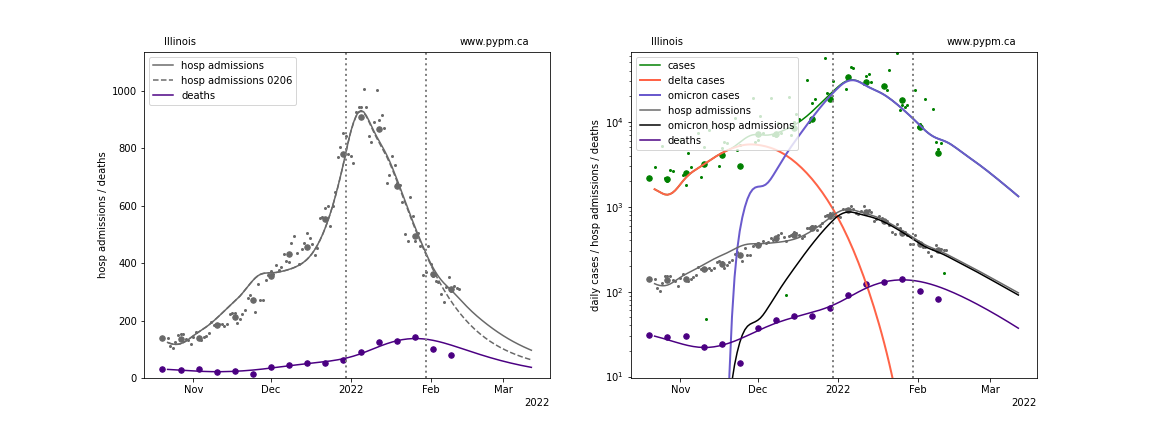 Illinois www.pypm.ca
hosp admissions
hosp admissions 0206
deaths
hosp admissions / deaths
1000
800
600
400
200
0
Nov Dec 2022 Feb Mar
2022
Illinois www.pypm.ca
cases
delta cases
omicron cases
hosp admissions
omicron hosp admissions
deaths
daily cases / hosp admissions / deaths
10⁴
10³
10²
10¹
Nov Dec 2022 Feb Mar
2022